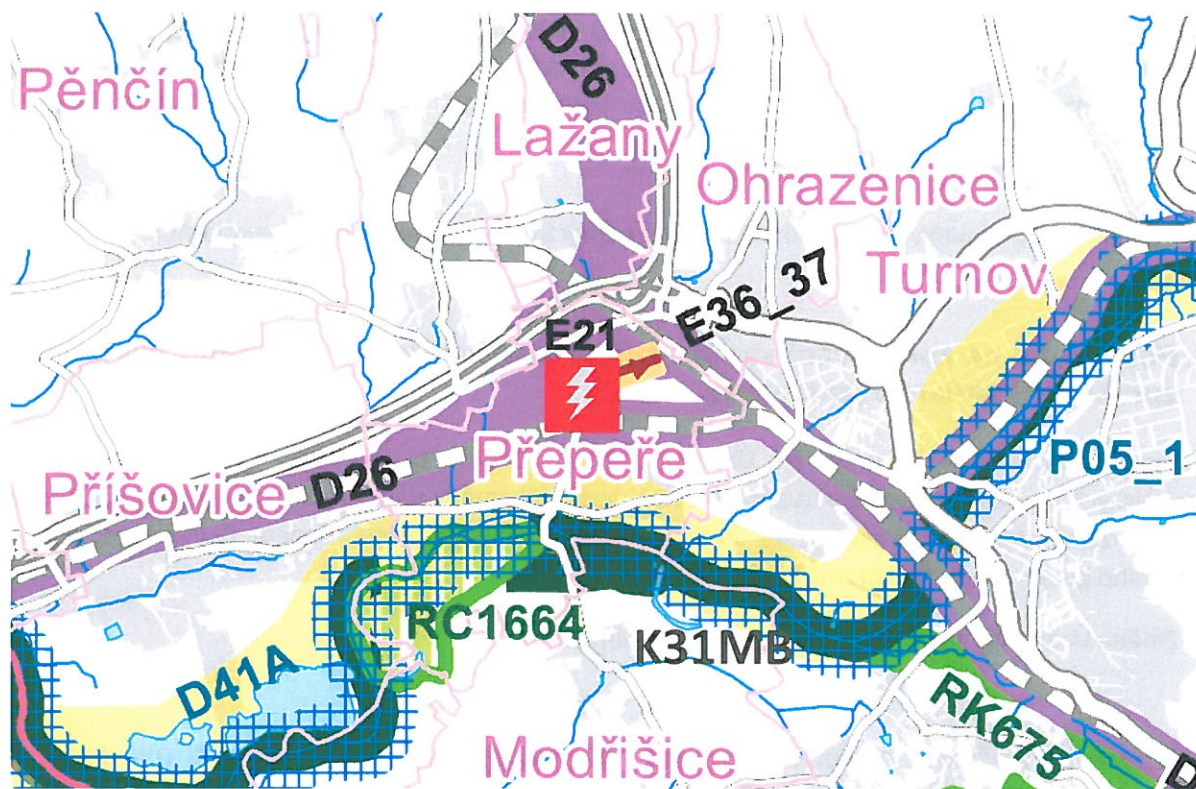 D26
Pěnčín
Lažany
Ohrazenice
Turnov
E36_37
E21
Přepeře
P05_1
Příšovice
D26
RC1664
K31MB
D41A
RK675
Modřišice
D